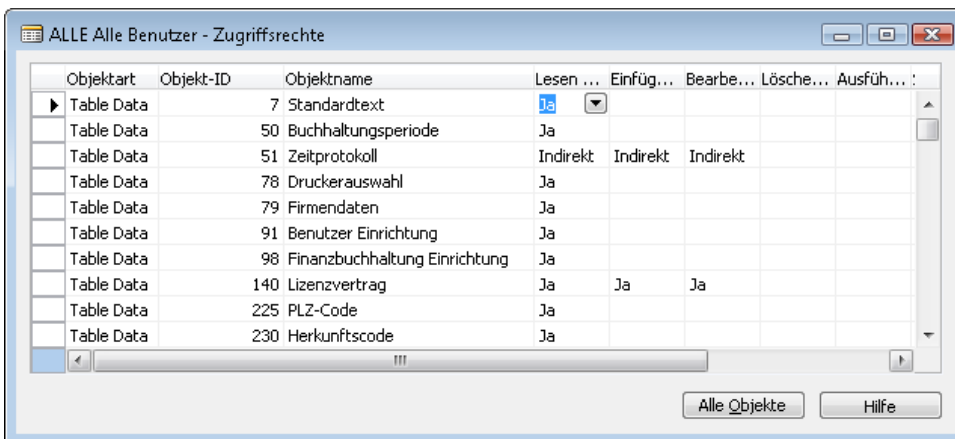 ALLE Alle Benutzer - Zugriffsrechte
Objektart Objekt-ID Objektname Lesen ... Einfüg... Bearbe... Lösche... Ausfüh...
Table Data 7 Standardtext Ja
Table Data 50 Buchhaltungsperiode Ja
Table Data 51 Zeitprotokoll Indirekt Indirekt Indirekt
Table Data 78 Druckerauswahl Ja
Table Data 79 Firmendaten Ja
Table Data 91 Benutzer Einrichtung Ja
Table Data 98 Finanzbuchhaltung Einrichtung Ja
Table Data 140 Lizenzvertrag Ja Ja Ja
Table Data 225 PLZ-Code Ja
Table Data 230 Herkunftscode Ja
Alle Objekte Hilfe